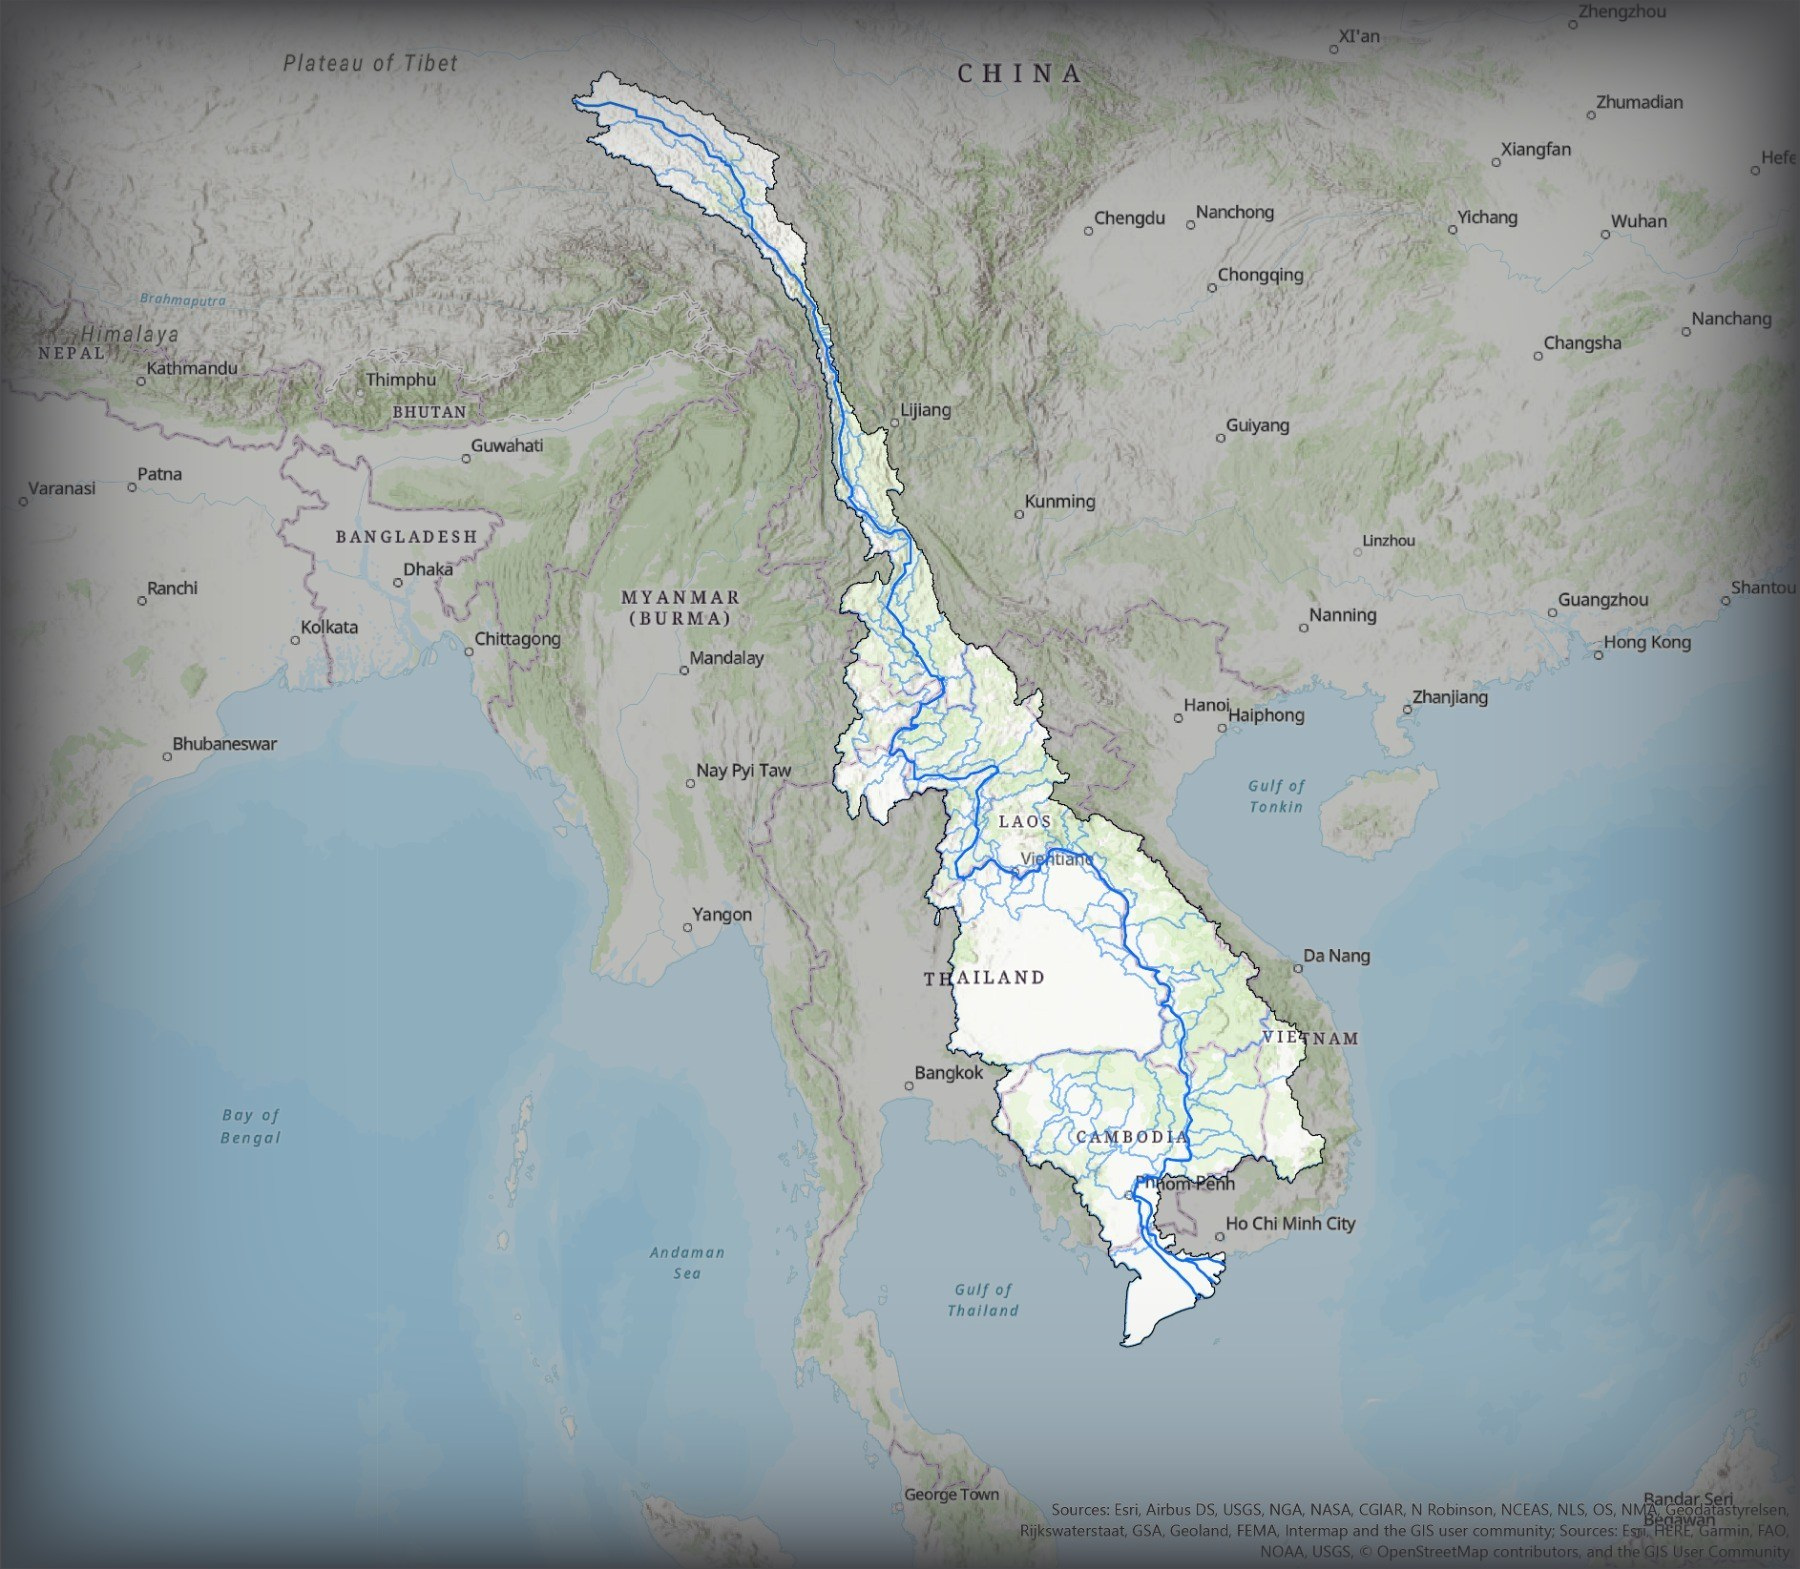 Zhengzhou
XI'an
Plateau of Tibet
CHINA
Zhumadian
Xiangfan
Hefe
Chengdu
Nanchong
Yichang
Wuhan
Chongqing
Brahmaputra
Himalaya
NEPAL
Kathmandu
Nanchang
Changsha
Thimphu
BHUTAN
Lijiang
Guiyang
Guwahati
Patna
Varanasi
Kunming
BANGLADESH
Linzhou
Dhaka
Ranchi
MYANMAR
(BURMA)
Shantou
Guangzhou
Nanning
Kolkata
Chittagong
Hong Kong
Mandalay
Zhanjiang
Hanoi
Haiphong
Bhubaneswar
Nay Pyi Taw
Gulf of
Tonkin
LAOS
Vientiane
Yangon
Da Nang
THAILAND
VIETNAM
Bangkok
Bay of
Bengal
CAMBODIA
Phnom Penh
Ho Chi Minh City
Andaman
Sea
Gulf of
Thailand
George Town
Bandar Seri
Begawan
Sources: Esri, Airbus DS, USGS, NGA, NASA, CGIAR, N Robinson, NCEAS, NLS, OS, NMA, Geodatastyrelsen,
Rijkswaterstaat, GSA, Geoland, FEMA, Intermap and the GIS user community; Sources: Esri, HERE, Garmin, FAO,
NOAA, USGS, © OpenStreetMap contributors, and the GIS User Community